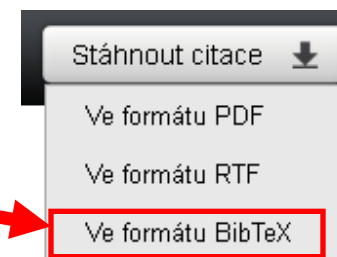 Stáhnout citace
Ve formátu PDF
Ve formátu RTF
Ve formátu BibTeX